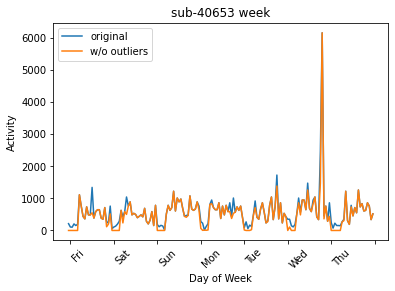 sub-40653 week
original
w/o outliers
6000
5000
4000
3000
2000
1000
0
Activity
Fri
Sat
Sun
Mon
Tue
Wed
Thu
Day of Week